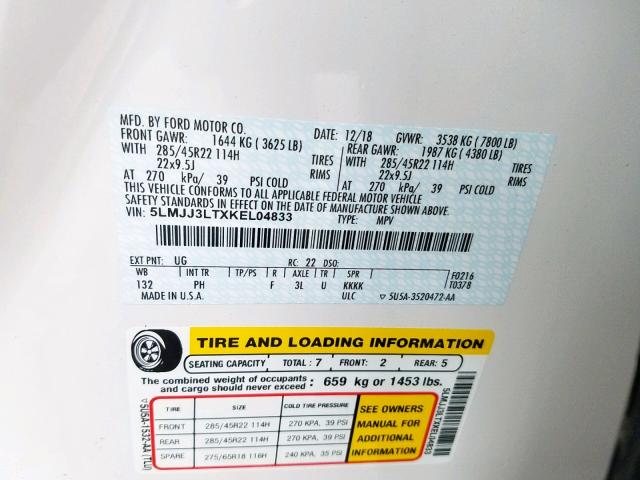 MFD. BY FORD MOTOR CO.
DATE: 12/18 GVWR: 3538 KG ( 7800 LB)
FRONT GAWR: 1644 KG ( 3625 LB) REAR GAWR: 1987 KG ( 4380 LB)
WITH 285/45R22 114H TIRES WITH 285/45R22 114H TIRES
22x9.5J RIMS 22x9.5J RIMS
AT 270 kPa/ 39 PSI COLD AT 270 kPa/ 39 PSI COLD
THIS VEHICLE CONFORMS TO ALL APPLICABLE FEDERAL MOTOR VEHICLE
SAFETY STANDARDS IN EFFECT ON THE DATE OF MANUFACTURE SHOWN ABOVE.
VIN: 5LMJJ3LTXKEL04833 TYPE: MPV
EXT PNT: UG RC: 22 DSO:
WB INT TR TP/PS R AXLE TR SPR F0216
132 PH F 3L U KKKK T0378
MADE IN U.S.A. ULC ▽ 5U5A-3520472-AA
TIRE AND LOADING INFORMATION
SEATING CAPACITY TOTAL : 7 FRONT: 2 REAR: 5
The combined weight of occupants
and cargo should never exceed : 659 kg or 1453 lbs.
TIRE SIZE COLD TIRE PRESSURE
FRONT 285/45R22 114H 270 KPA, 39 PSI
REAR 285/45R22 114H 270 KPA, 39 PSI
SPARE 275/65R18 116H 240 KPA, 35 PSI
SEE OWNERS
MANUAL FOR
ADDITIONAL
INFORMATION
▽5U5A-1532-AA (TLU)
5LMJJ3LTXKEL04833